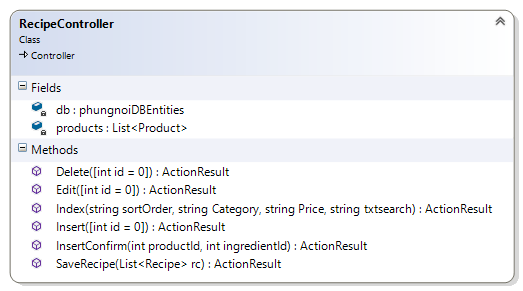 RecipeController
Class
Controller
Fields
db : phungnoiDBEntities
products : List<Product>
Methods
Delete([int id = 0]) : ActionResult
Edit([int id = 0]) : ActionResult
Index(string sortOrder, string Category, string Price, string txtsearch) : ActionResult
Insert([int id = 0]) : ActionResult
InsertConfirm(int productId, int ingredientId) : ActionResult
SaveRecipe(List<Recipe> rc) : ActionResult